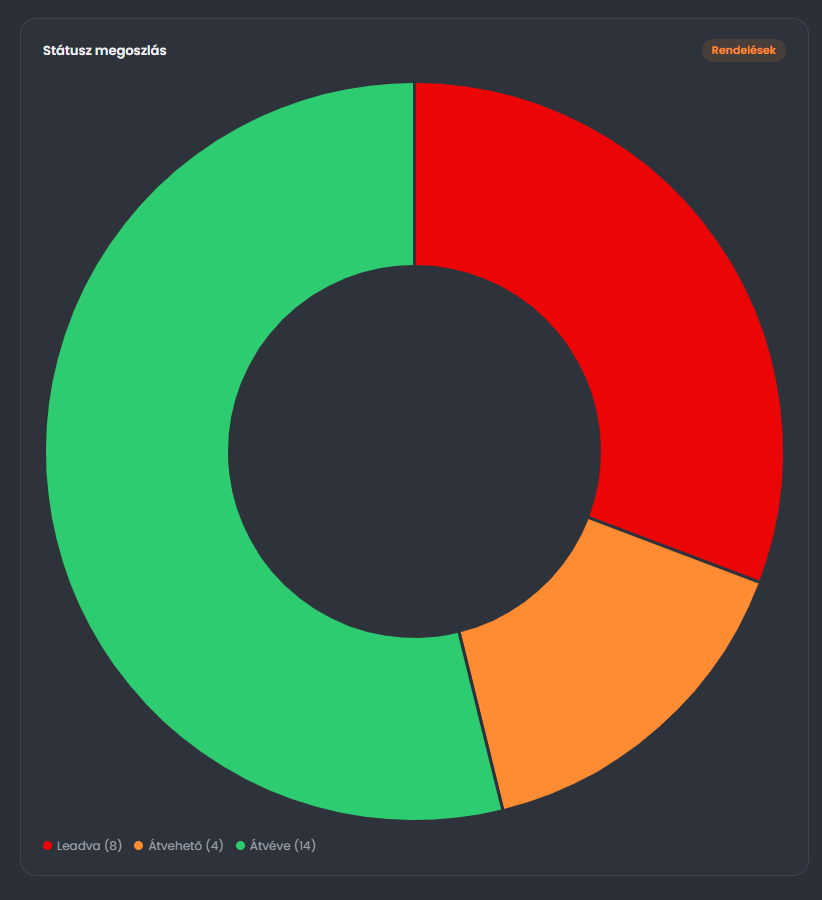 Státusz megoszlás
Rendelések
Leadva (8)
Átvehető (4)
Átvéve (14)